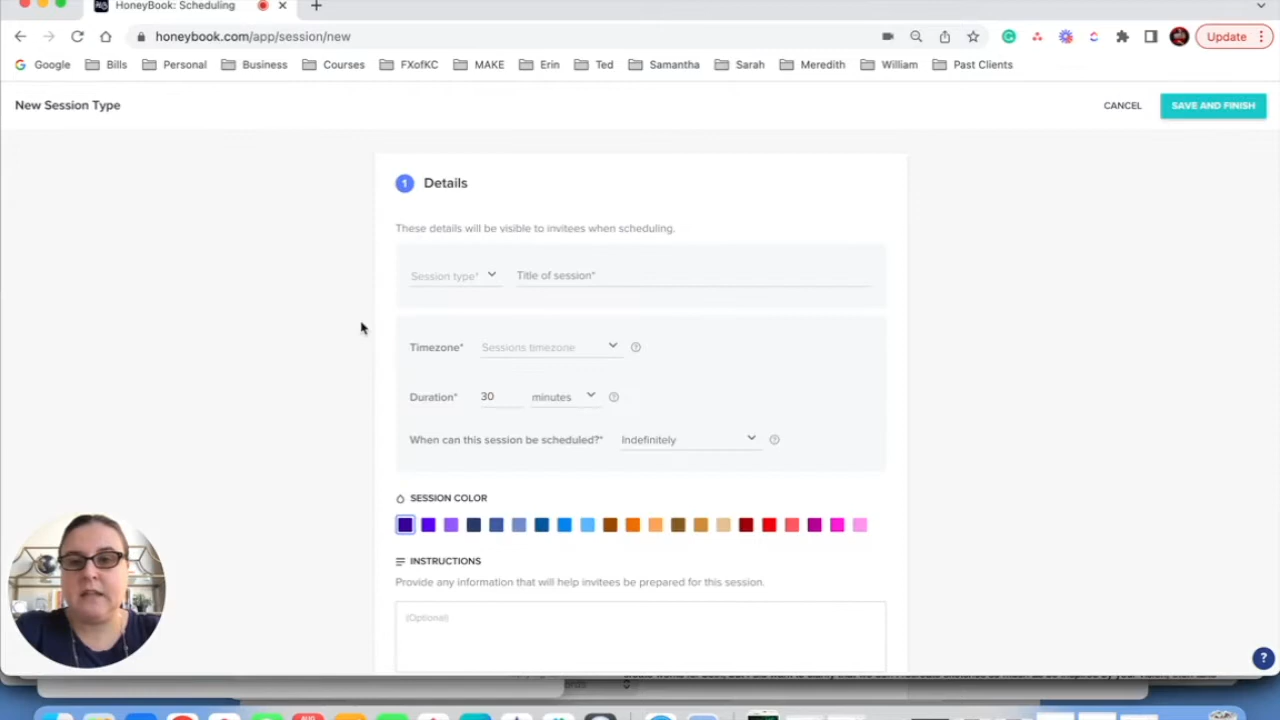 HoneyBook: Scheduling
honeybook.com/app/session/new
Update
Google Bills Personal Business Courses FXofKC MAKE Erin Ted Samantha Sarah Meredith William Past Clients
New Session Type
CANCEL
SAVE AND FINISH
1 Details
These details will be visible to invitees when scheduling.
Session type* Title of session*
Timezone* Sessions timezone ?
Duration* 30 minutes ?
When can this session be scheduled?* Indefinitely ?
SESSION COLOR
INSTRUCTIONS
Provide any information that will help invitees be prepared for this session.
(Optional)
?